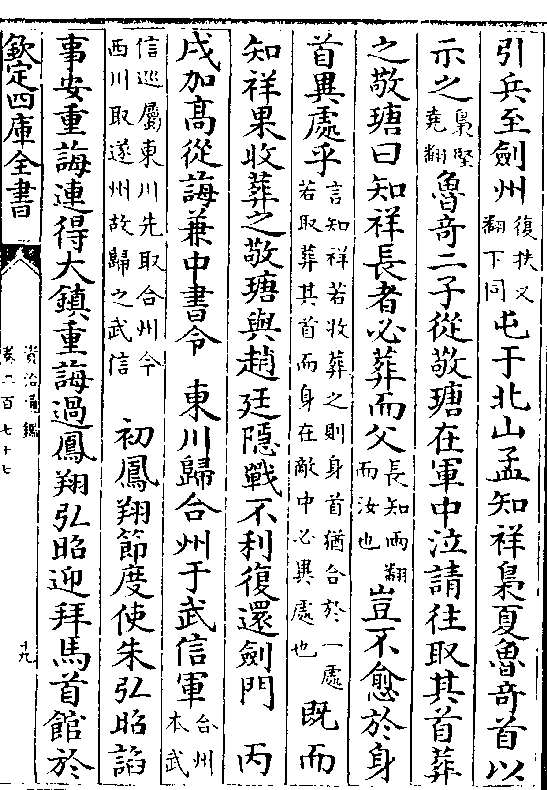 引兵至劍州復扶又翻下同屯于北山孟知祥梟夏魯奇首以
示之梟堅堯翻魯奇二子從敬瑭在軍中泣請往取其首葬
之敬瑭曰知祥長者必葬而父長知兩翻而汝也豈不愈於身
首異處乎言知祥若收葬之則身首猶合於一處若取葬其首而身在敵中必異處也既而
知祥果收葬之敬瑭與趙廷隱戰不利復還劍門 丙
戌加高從誨兼中書令 東川歸合州于武信軍合州本武
信巡屬東川先取合州今西川取遂州故歸之武信 初鳳翔節度使朱弘昭諂
事安重誨連得大鎮重誨過鳳翔弘昭迎拜馬首館於
欽定四庫全書
資治通鑑
卷二百七十七
十九